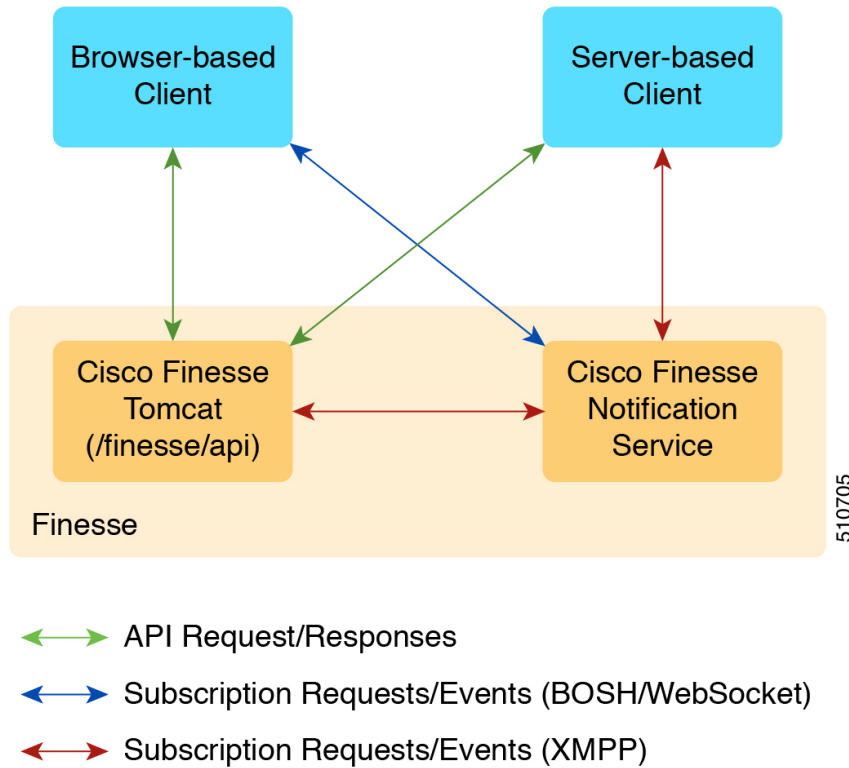 Browser-based
Client
Server-based
Client
Cisco Finesse
Tomcat
(/finesse/api)
Cisco Finesse
Notification
Service
Finesse
510705
API Request/Responses
Subscription Requests/Events (BOSH/WebSocket)
Subscription Requests/Events (XMPP)